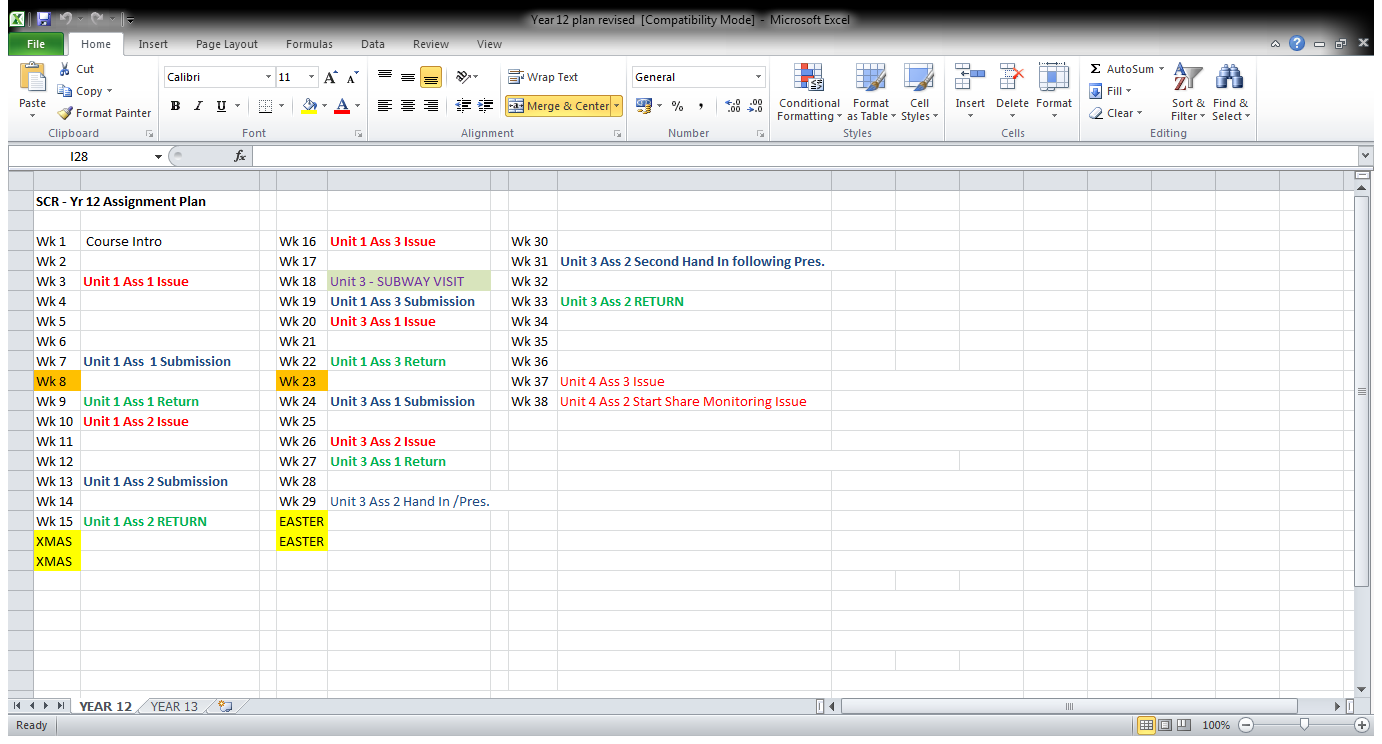 Year 12 plan revised [Compatibility Mode] - Microsoft Excel
File Home Insert Page Layout Formulas Data Review View
Paste
Cut
Copy
Format Painter
Clipboard
Calibri 11
B I U
Font
Wrap Text
Merge & Center
Alignment
General
Number
Conditional Formatting
Format as Table
Cell Styles
Styles
Insert Delete Format
Cells
AutoSum
Fill
Clear
Sort & Filter
Find & Select
Editing
I28 fx
SCR - Yr 12 Assignment Plan
Wk 1 Course Intro Wk 16 Unit 1 Ass 3 Issue Wk 30
Wk 2 Wk 17 Wk 31 Unit 3 Ass 2 Second Hand In following Pres.
Wk 3 Unit 1 Ass 1 Issue Wk 18 Unit 3 - SUBWAY VISIT Wk 32
Wk 4 Wk 19 Unit 1 Ass 3 Submission Wk 33 Unit 3 Ass 2 RETURN
Wk 5 Wk 20 Unit 3 Ass 1 Issue Wk 34
Wk 6 Wk 21 Wk 35
Wk 7 Unit 1 Ass 1 Submission Wk 22 Unit 1 Ass 3 Return Wk 36
Wk 8 Wk 23 Wk 37 Unit 4 Ass 3 Issue
Wk 9 Unit 1 Ass 1 Return Wk 24 Unit 3 Ass 1 Submission Wk 38 Unit 4 Ass 2 Start Share Monitoring Issue
Wk 10 Unit 1 Ass 2 Issue Wk 25
Wk 11 Wk 26 Unit 3 Ass 2 Issue
Wk 12 Wk 27 Unit 3 Ass 1 Return
Wk 13 Unit 1 Ass 2 Submission Wk 28
Wk 14 Wk 29 Unit 3 Ass 2 Hand In /Pres.
Wk 15 Unit 1 Ass 2 RETURN EASTER
XMAS EASTER
XMAS
YEAR 12 YEAR 13
Ready 100%